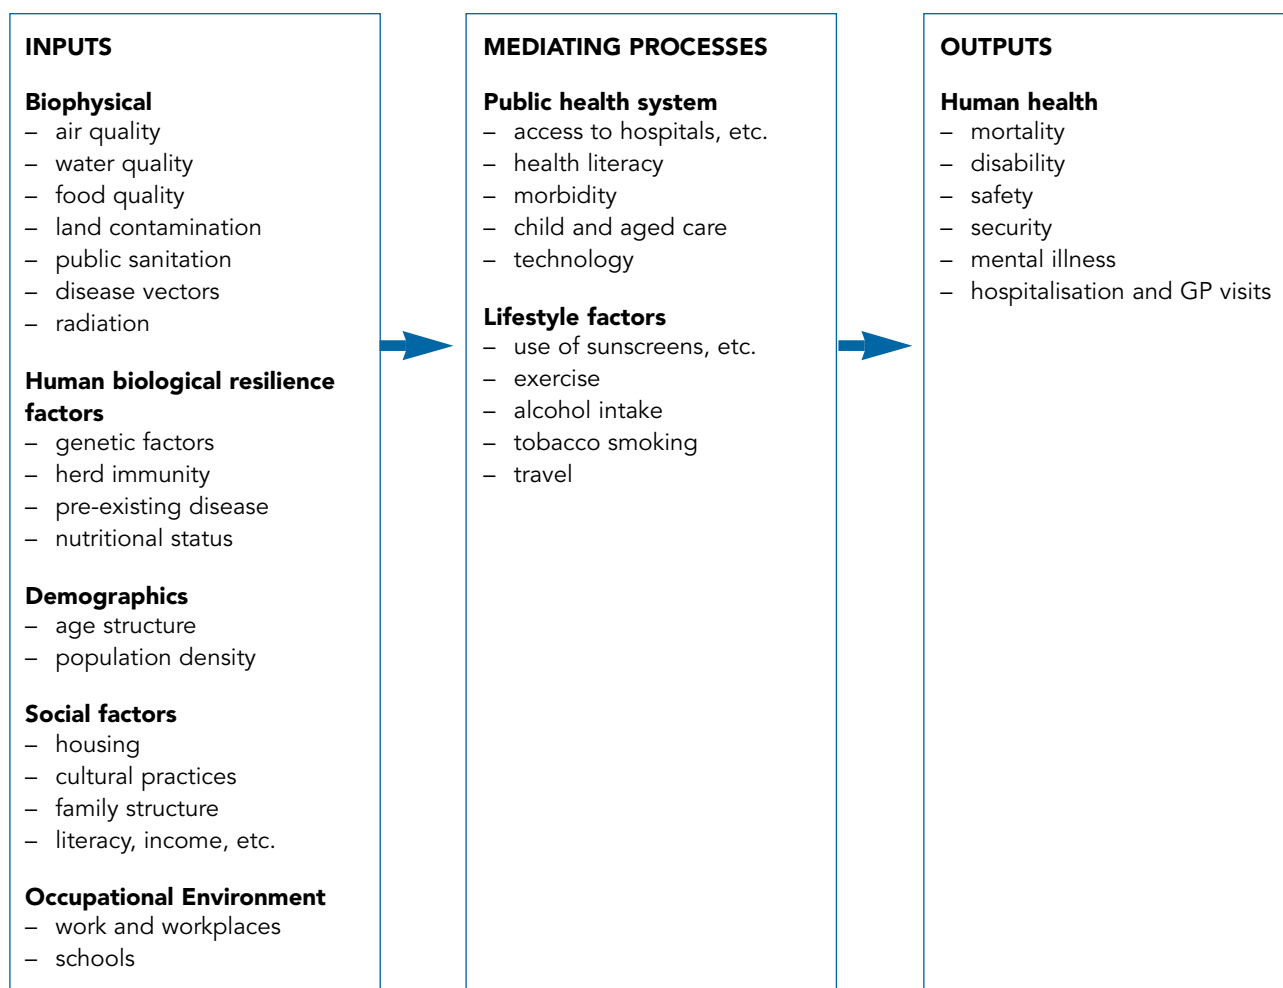 INPUTS
Biophysical
– air quality
– water quality
– food quality
– land contamination
– public sanitation
– disease vectors
– radiation
Human biological resilience
factors
– genetic factors
– herd immunity
– pre-existing disease
– nutritional status
Demographics
– age structure
– population density
Social factors
– housing
– cultural practices
– family structure
– literacy, income, etc.
Occupational Environment
– work and workplaces
– schools
MEDIATING PROCESSES
Public health system
– access to hospitals, etc.
– health literacy
– morbidity
– child and aged care
– technology
Lifestyle factors
– use of sunscreens, etc.
– exercise
– alcohol intake
– tobacco smoking
– travel
OUTPUTS
Human health
– mortality
– disability
– safety
– security
– mental illness
– hospitalisation and GP visits